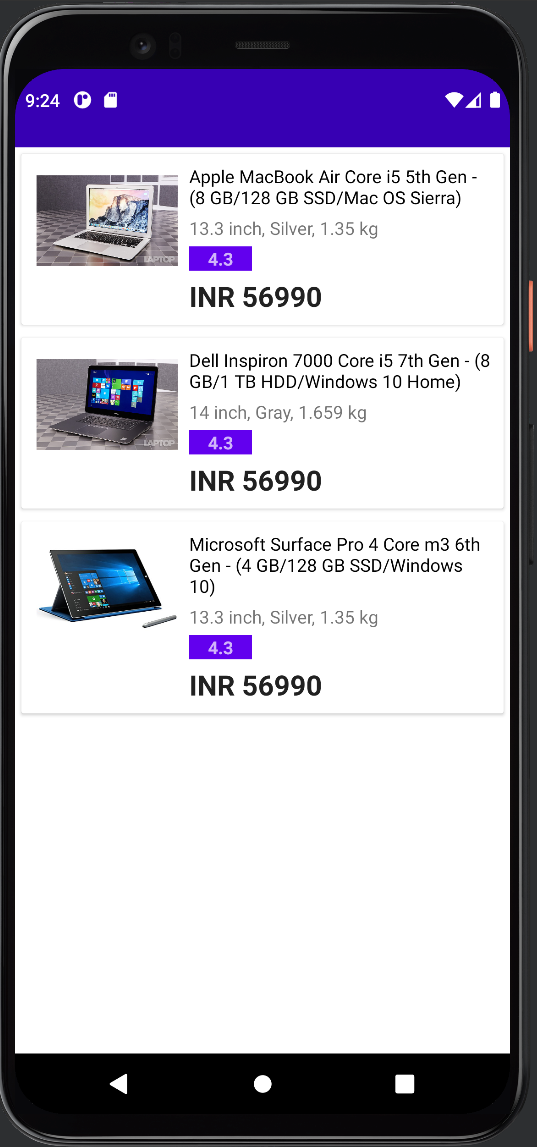 9:24
Apple MacBook Air Core i5 5th Gen -
(8 GB/128 GB SSD/Mac OS Sierra)
13.3 inch, Silver, 1.35 kg
4.3
INR 56990
LAPTOP
Dell Inspiron 7000 Core i5 7th Gen - (8
GB/1 TB HDD/Windows 10 Home)
14 inch, Gray, 1.659 kg
4.3
INR 56990
LAPTOP
Microsoft Surface Pro 4 Core m3 6th
Gen - (4 GB/128 GB SSD/Windows
10)
13.3 inch, Silver, 1.35 kg
4.3
INR 56990